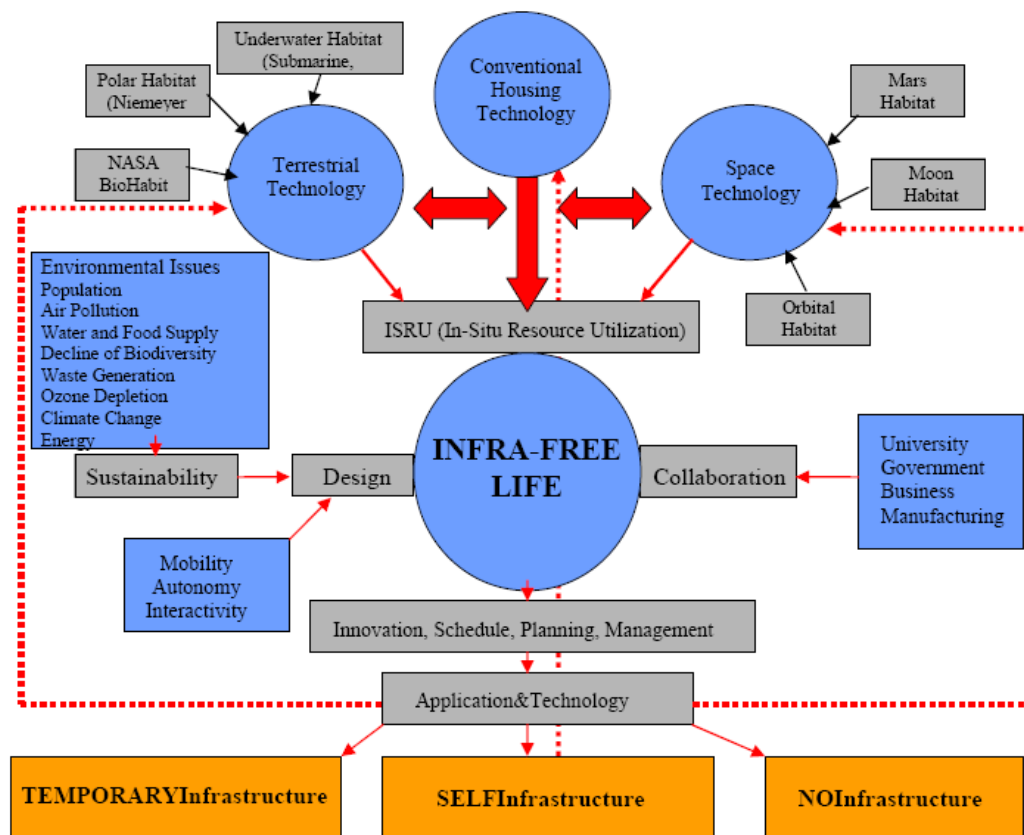 Underwater Habitat
(Submarine,
Polar Habitat
(Niemeyer
NASA
BioHabit
Terrestrial
Technology
Conventional
Housing
Technology
Space
Technology
Mars
Habitat
Moon
Habitat
Orbital
Habitat
ISRU (In-Situ Resource Utilization)
Environmental Issues
Population
Air Pollution
Water and Food Supply
Decline of Biodiversity
Waste Generation
Ozone Depletion
Climate Change
Energy
Sustainability
Design
INFRA-FREE
LIFE
Collaboration
University
Government
Business
Manufacturing
Mobility
Autonomy
Interactivity
Innovation, Schedule, Planning, Management
Application&Technology
TEMPORARYInfrastructure
SELFInfrastructure
NOInfrastructure